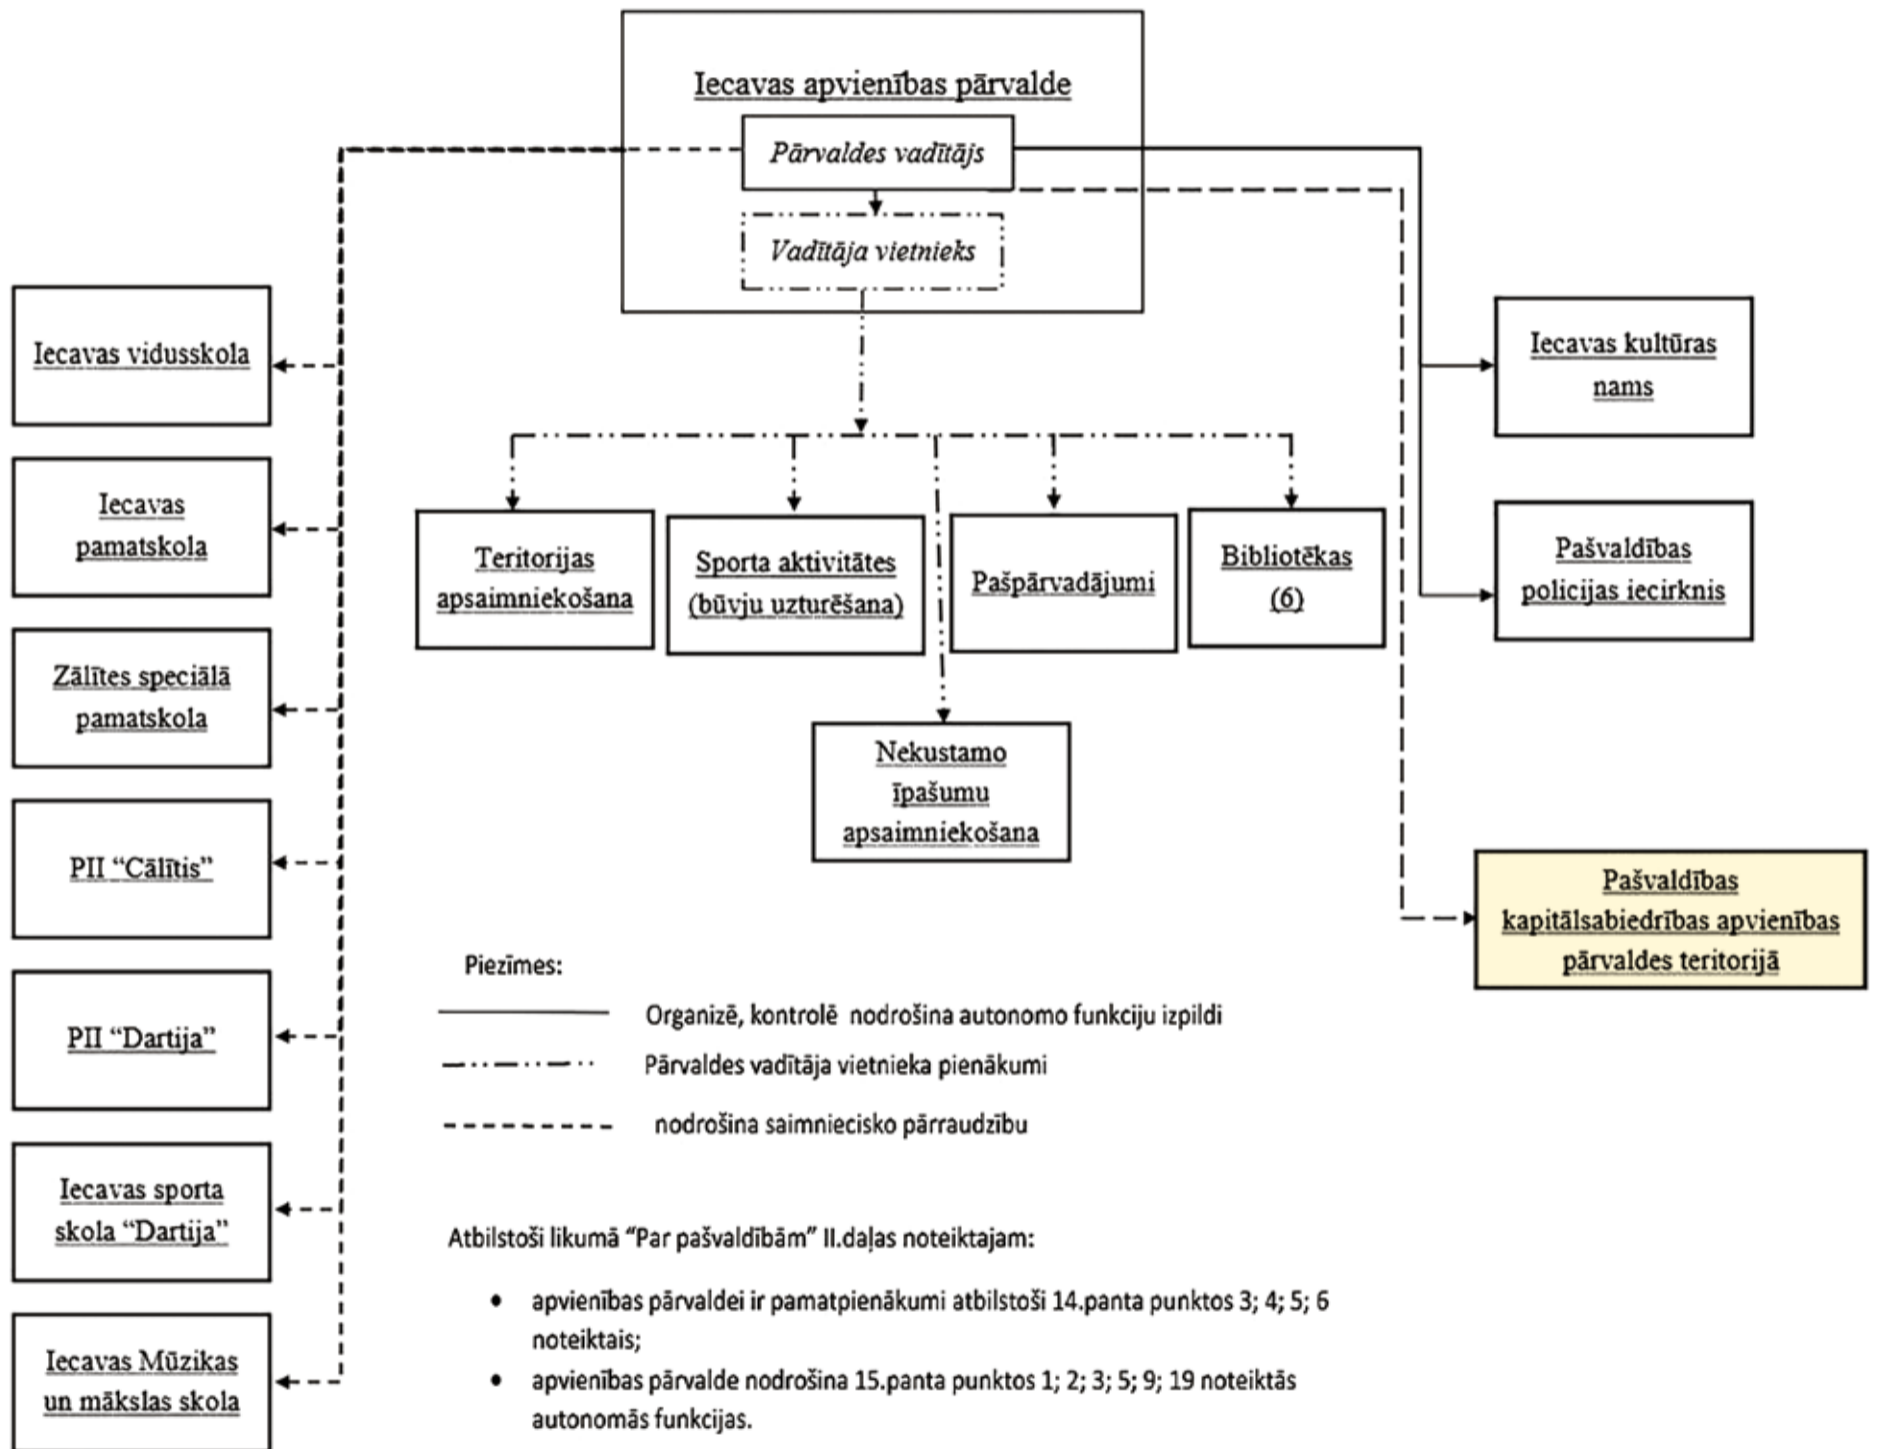 Iecavas apvienības pārvalde
Pārvaldes vadītājs
Vadītāja vietnieks
Iecavas vidusskola
Iecavas
pamatskola
Zālītes speciālā
pamatskola
PII “Cālītis”
PII “Dartija”
Iecavas sporta
skola “Dartija”
Iecavas Mūzikas
un mākslas skola
Teritorijas
apsaimniekošana
Sporta aktivitātes
(būvju uzturēšana)
Pašpārvadājumi
Bibliotēkas
(6)
Nekustamo
īpašumu
apsaimniekošana
Iecavas kultūras
nams
Pašvaldības
policijas iecirknis
Pašvaldības
kapitālsabiedrības apvienības
pārvaldes teritorijā
Piezīmes:
Organizē, kontrolē nodrošina autonomo funkciju izpildi
Pārvaldes vadītāja vietnieka pienākumi
nodrošina saimniecisko pārraudzību
Atbilstoši likumā “Par pašvaldībām” II.daļas noteiktajam:
• apvienības pārvaldei ir pamatpienākumi atbilstoši 14.panta punktos 3; 4; 5; 6
noteiktais;
• apvienības pārvalde nodrošina 15.panta punktos 1; 2; 3; 5; 9; 19 noteiktās
autonomās funkcijas.